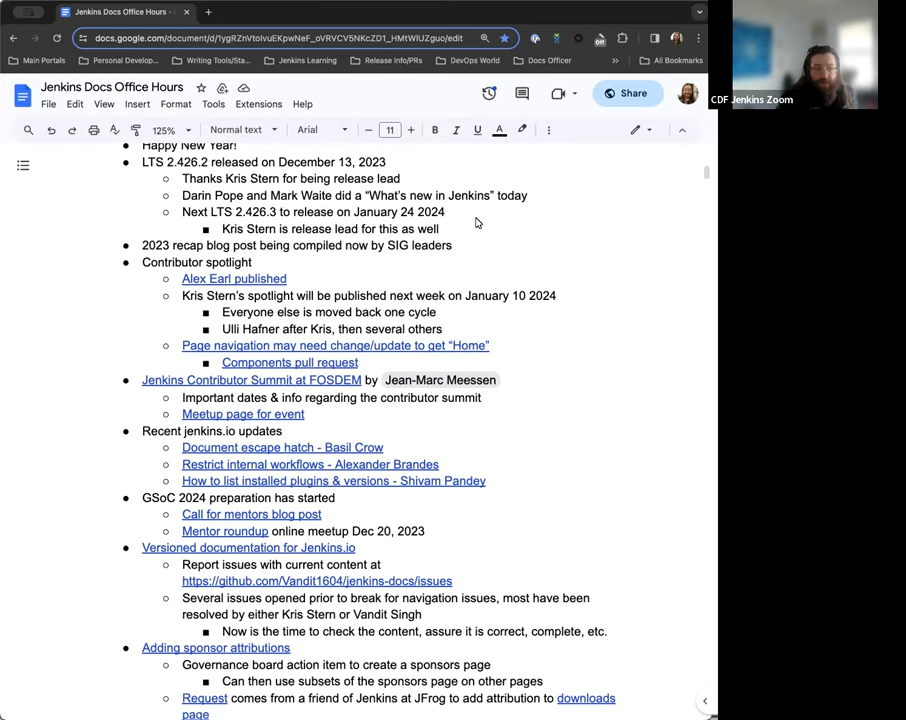 Jenkins Docs Office Hours -
docs.google.com/document/d/1ygRZnVtoIvuEKpwNeF_oVRVCV5NKcZD1_HMtWlUZguo/edit
Main Portals
Personal Develop...
Writing Tools/Sta...
Jenkins Learning
Release Info/PRs
DevOps World
Docs Officer
All Bookmarks
CDF Jenkins Zoom
Jenkins Docs Office Hours
File Edit View Insert Format Tools Extensions Help
Share
125% Normal text Arial 11 B I U A
Happy New Year!
LTS 2.426.2 released on December 13, 2023
Thanks Kris Stern for being release lead
Darin Pope and Mark Waite did a “What’s new in Jenkins” today
Next LTS 2.426.3 to release on January 24 2024
Kris Stern is release lead for this as well
2023 recap blog post being compiled now by SIG leaders
Contributor spotlight
Alex Earl published
Kris Stern’s spotlight will be published next week on January 10 2024
Everyone else is moved back one cycle
Ulli Hafner after Kris, then several others
Page navigation may need change/update to get “Home”
Components pull request
Jenkins Contributor Summit at FOSDEM by Jean-Marc Meessen
Important dates & info regarding the contributor summit
Meetup page for event
Recent jenkins.io updates
Document escape hatch - Basil Crow
Restrict internal workflows - Alexander Brandes
How to list installed plugins & versions - Shivam Pandey
GSoC 2024 preparation has started
Call for mentors blog post
Mentor roundup online meetup Dec 20, 2023
Versioned documentation for Jenkins.io
Report issues with current content at
https://github.com/Vandit1604/jenkins-docs/issues
Several issues opened prior to break for navigation issues, most have been
resolved by either Kris Stern or Vandit Singh
Now is the time to check the content, assure it is correct, complete, etc.
Adding sponsor attributions
Governance board action item to create a sponsors page
Can then use subsets of the sponsors page on other pages
Request comes from a friend of Jenkins at JFrog to add attribution to downloads
page